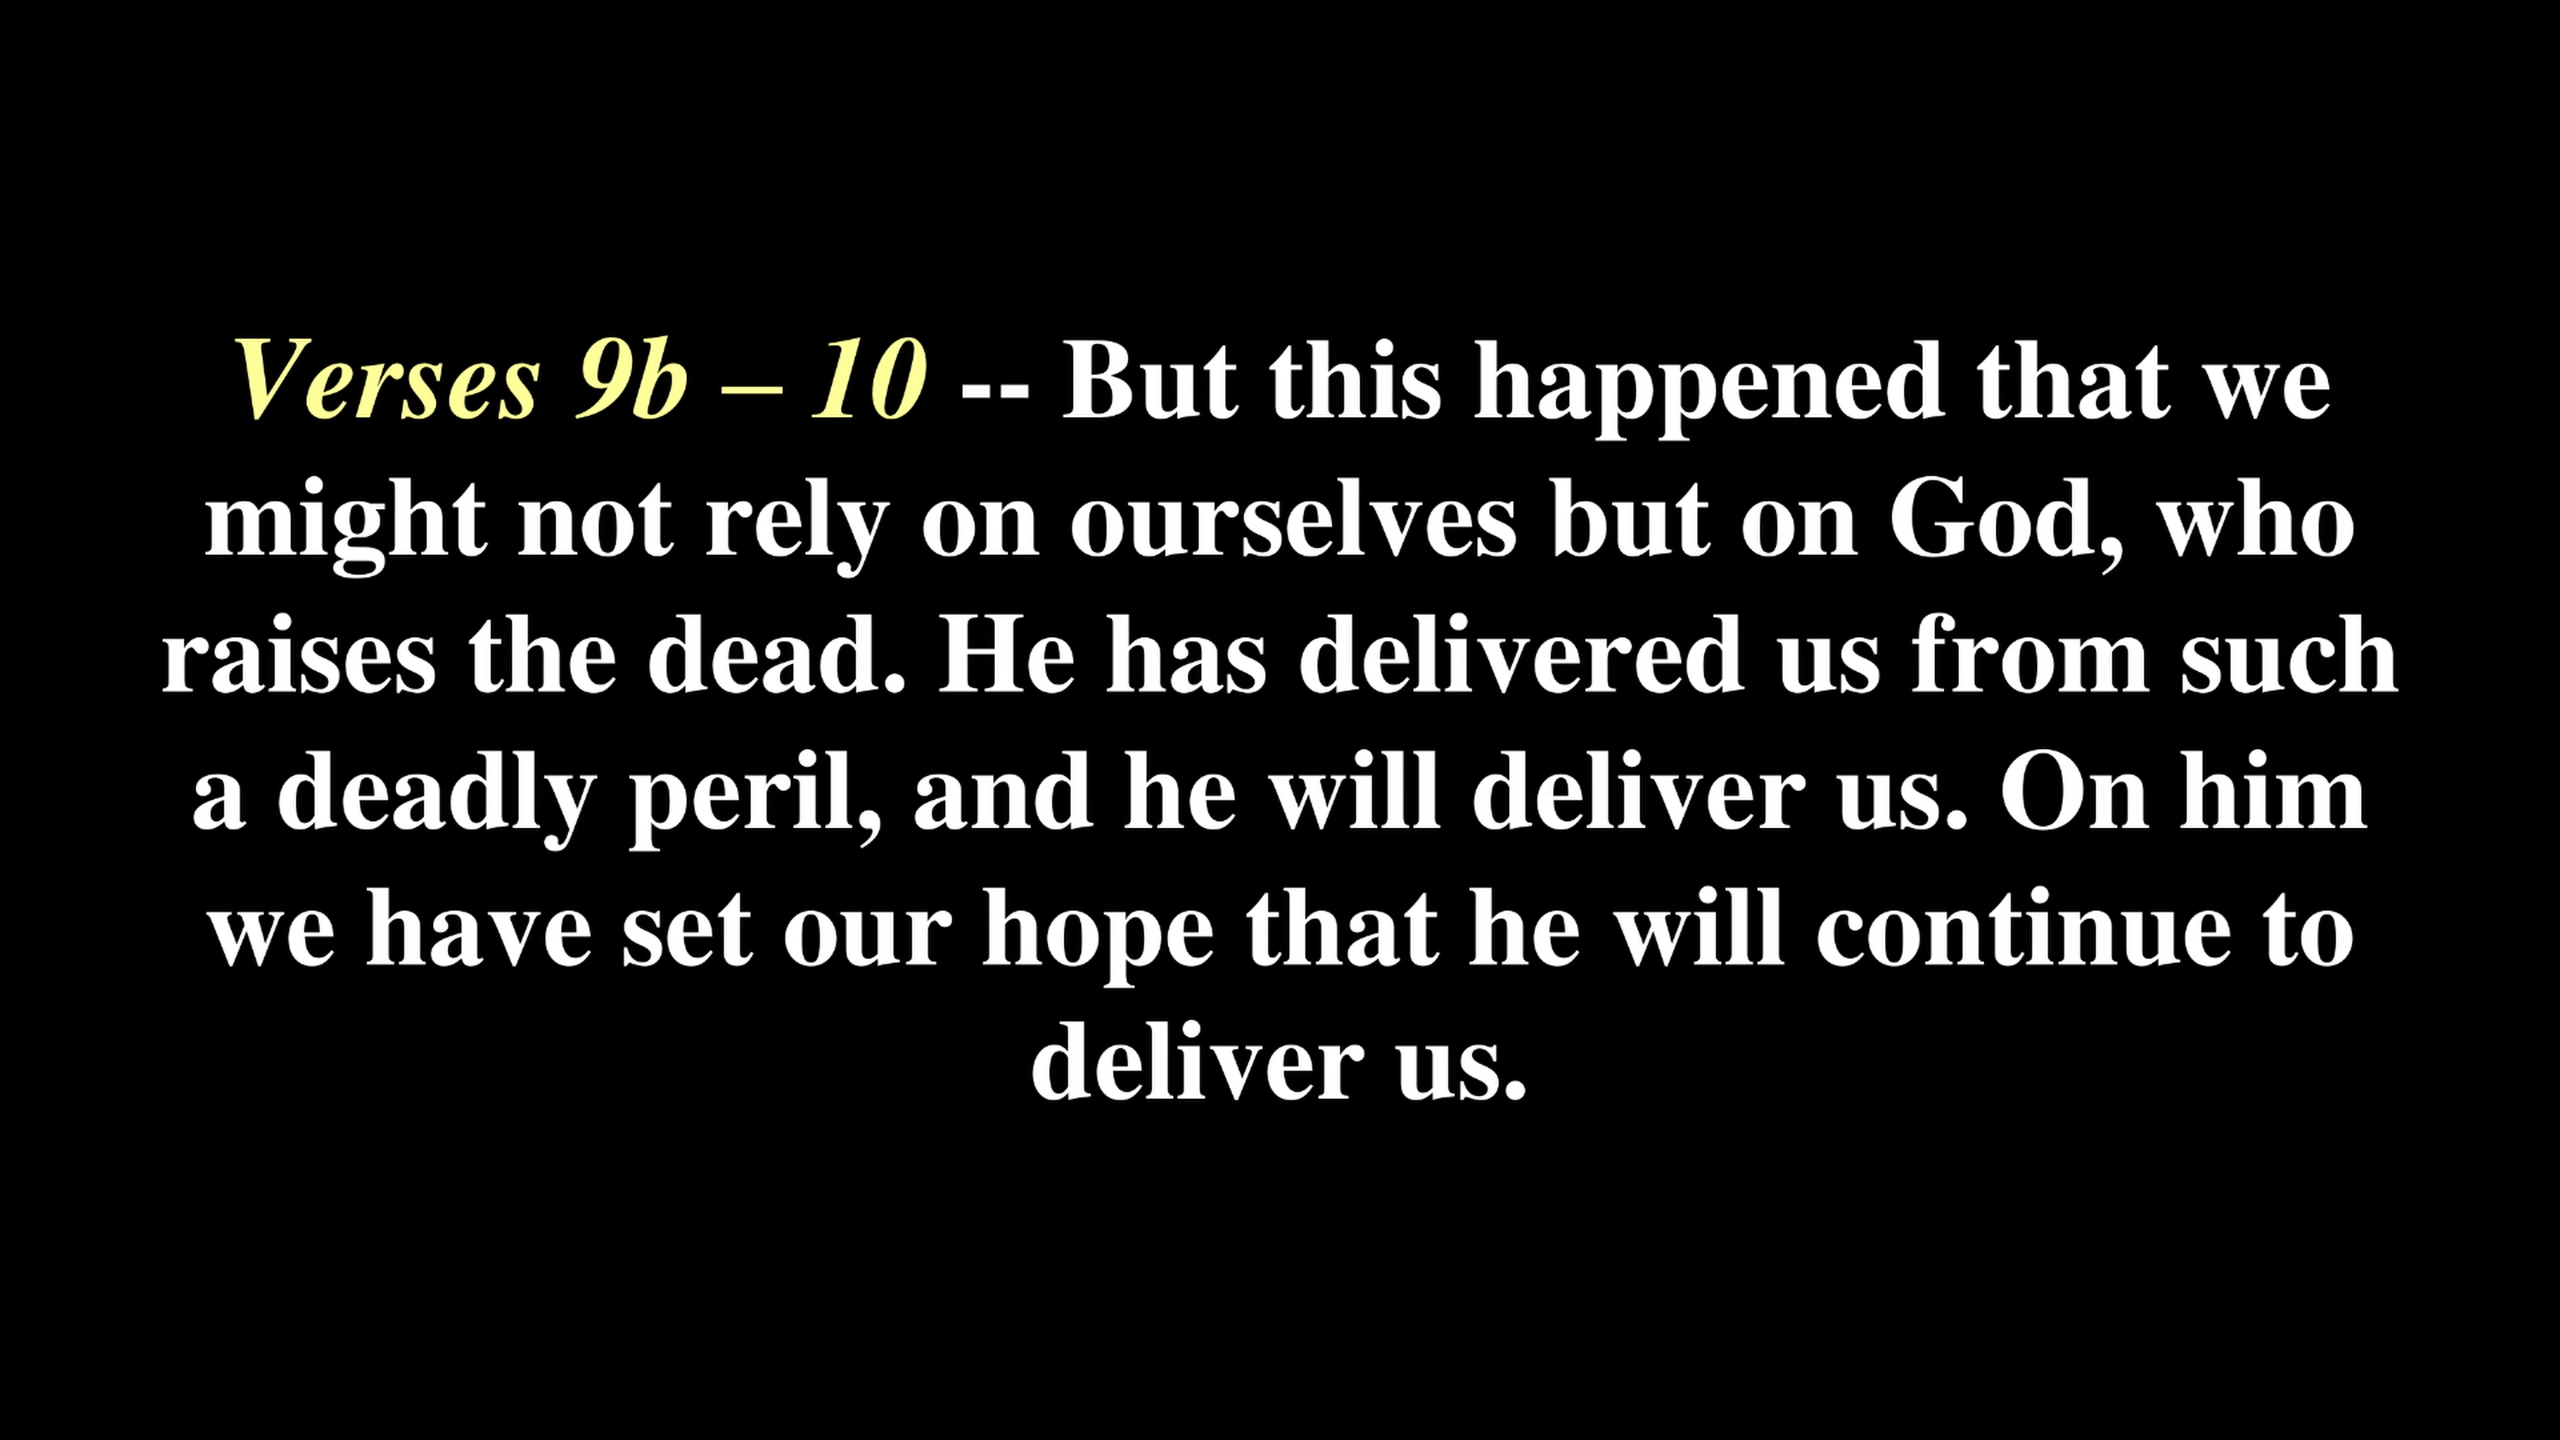 Verses 9b – 10 -- But this happened that we
might not rely on ourselves but on God, who
raises the dead. He has delivered us from such
a deadly peril, and he will deliver us. On him
we have set our hope that he will continue to
deliver us.